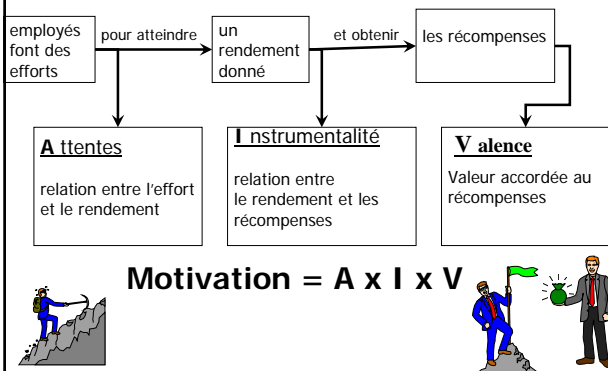 employés
font des
efforts
pour atteindre
un
rendement
donné
et obtenir
les récompenses
A ttentes
relation entre l'effort
et le rendement
I nstrumentalité
relation entre
le rendement et les
récompenses
V alence
Valeur accordée au
récompenses
Motivation = A x I x V